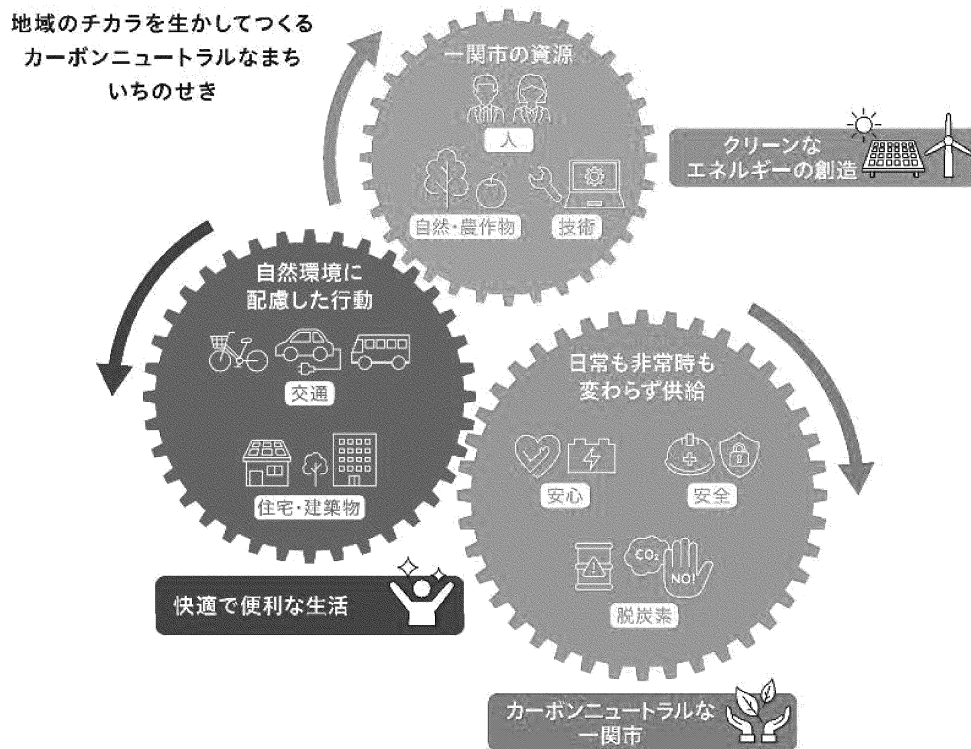 地域のチカラを生かしてつくる
カーボンニュートラルなまち
いちのせき
一関市の資源
人
自然・農作物
技術
クリーンな
エネルギーの創造
自然環境に
配慮した行動
交通
住宅・建築物
快適で便利な生活
日常も非常時も
変わらず供給
安心
安全
CO₂
NO!
脱炭素
カーボンニュートラルな
一関市